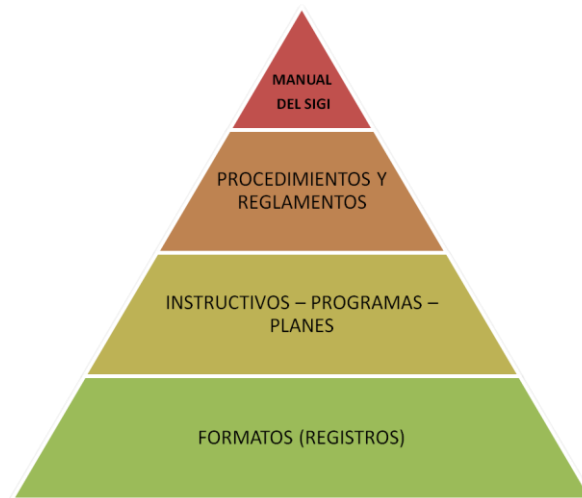 MANUAL
DEL SIGI
PROCEDIMIENTOS Y
REGLAMENTOS
INSTRUCTIVOS – PROGRAMAS –
PLANES
FORMATOS (REGISTROS)